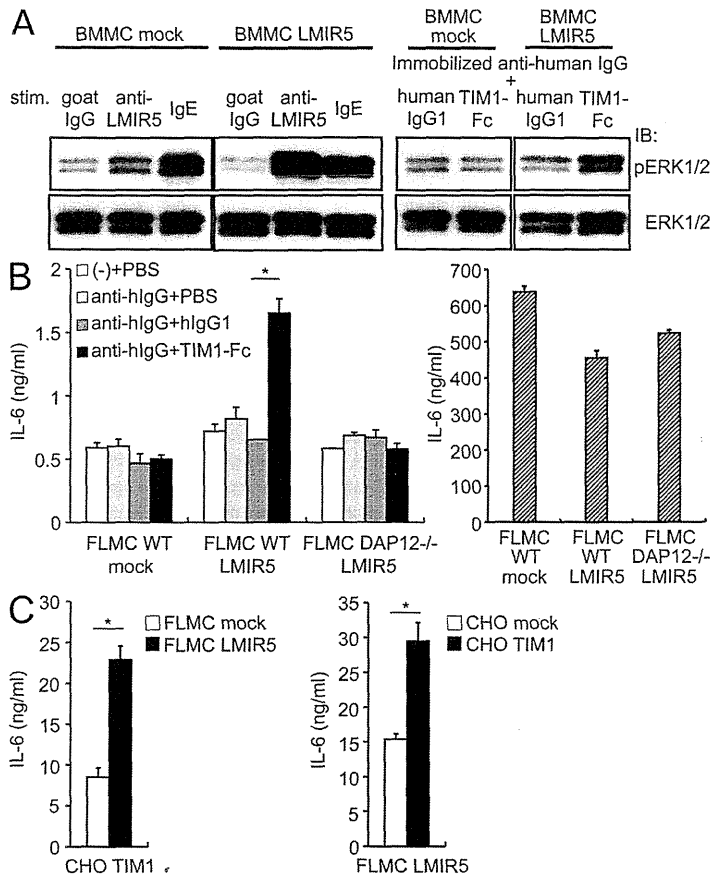 A
BMMC mock
BMMC LMIR5
BMMC mock
BMMC LMIR5
Immobilized anti-human IgG
+
stim.
goat IgG
anti-LMIR5
IgE
goat IgG
anti-LMIR5
IgE
human IgG1
TIM1-Fc
human IgG1
TIM1-Fc
IB:
pERK1/2
ERK1/2
B
IL-6 (ng/ml)
2
1.5
1
0.5
0
(-)+PBS
anti-hIgG+PBS
anti-hIgG+hIgG1
anti-hIgG+TIM1-Fc
*
FLMC WT mock
FLMC WT LMIR5
FLMC DAP12-/- LMIR5
IL-6 (ng/ml)
700
600
500
400
300
200
100
0
FLMC WT mock
FLMC WT LMIR5
FLMC DAP12-/- LMIR5
C
IL-6 (ng/ml)
30
25
20
15
10
5
0
*
FLMC mock
FLMC LMIR5
CHO TIM1
IL-6 (ng/ml)
35
30
25
20
15
10
5
0
*
CHO mock
CHO TIM1
FLMC LMIR5